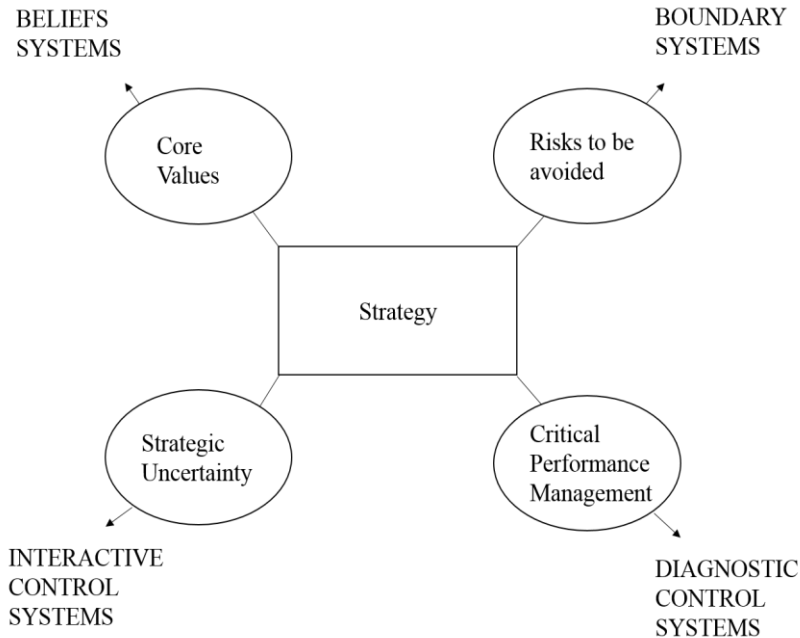 BELIEFS
SYSTEMS
BOUNDARY
SYSTEMS
Core
Values
Risks to be
avoided
Strategy
Strategic
Uncertainty
Critical
Performance
Management
INTERACTIVE
CONTROL
SYSTEMS
DIAGNOSTIC
CONTROL
SYSTEMS